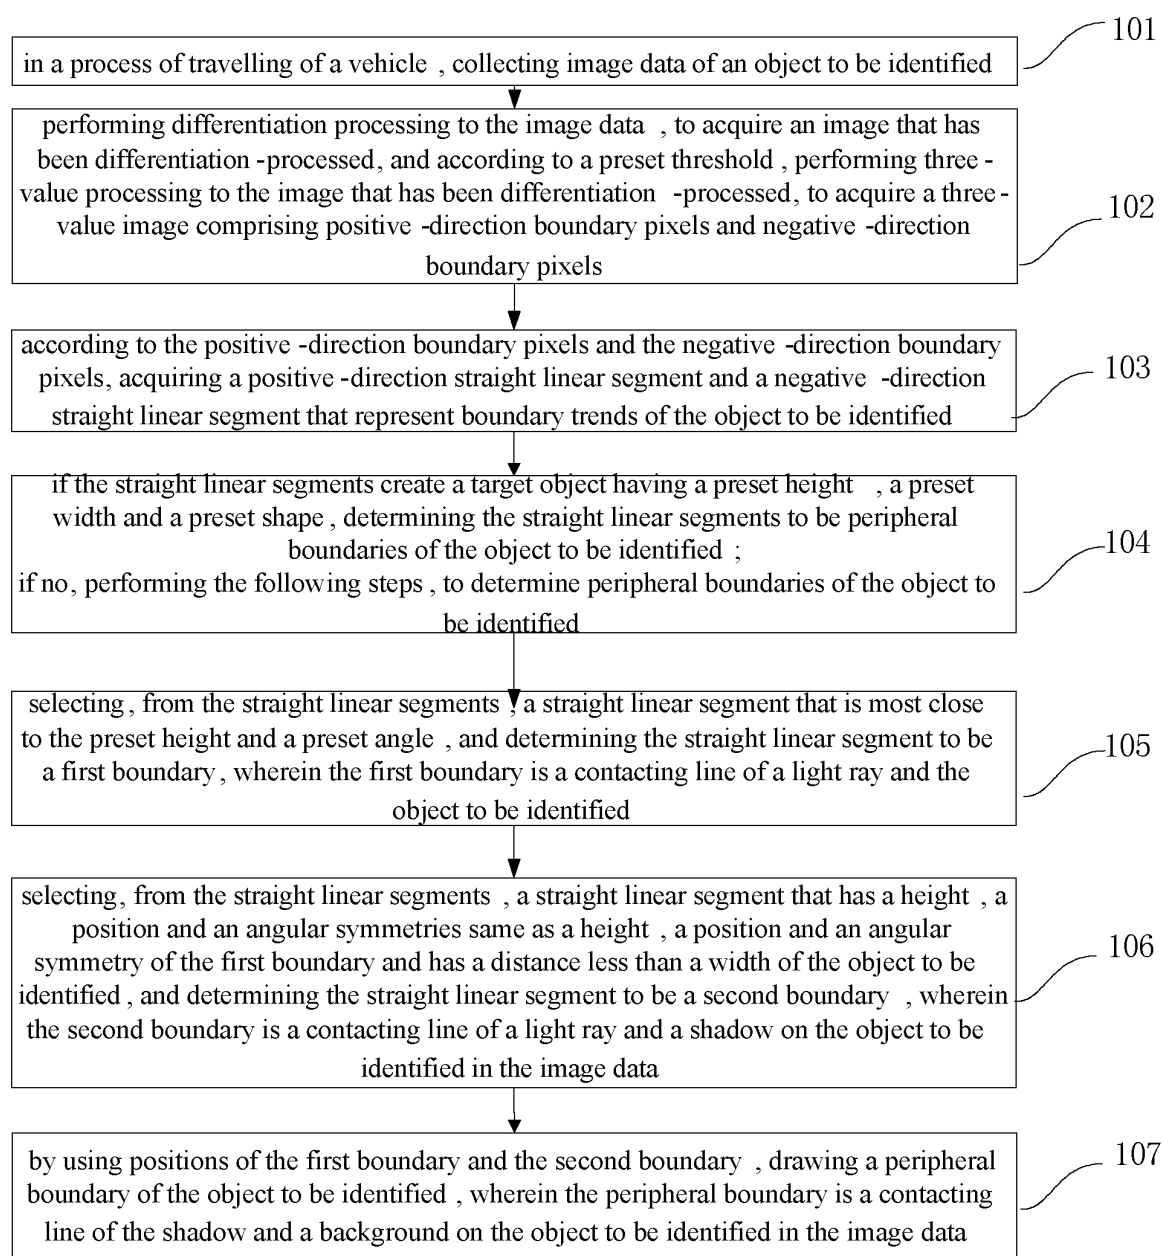 101
in a process of travelling of a vehicle , collecting image data of an object to be identified
performing differentiation processing to the image data , to acquire an image that has
been differentiation -processed, and according to a preset threshold , performing three -
value processing to the image that has been differentiation -processed, to acquire a three -
value image comprising positive -direction boundary pixels and negative -direction
boundary pixels
102
according to the positive -direction boundary pixels and the negative -direction boundary
pixels, acquiring a positive -direction straight linear segment and a negative -direction
straight linear segment that represent boundary trends of the object to be identified
103
if the straight linear segments create a target object having a preset height , a preset
width and a preset shape , determining the straight linear segments to be peripheral
boundaries of the object to be identified ;
if no, performing the following steps , to determine peripheral boundaries of the object to
be identified
104
selecting , from the straight linear segments , a straight linear segment that is most close
to the preset height and a preset angle , and determining the straight linear segment to be
a first boundary , wherein the first boundary is a contacting line of a light ray and the
object to be identified
105
selecting, from the straight linear segments , a straight linear segment that has a height , a
position and an angular symmetries same as a height , a position and an angular
symmetry of the first boundary and has a distance less than a width of the object to be
identified , and determining the straight linear segment to be a second boundary , wherein
the second boundary is a contacting line of a light ray and a shadow on the object to be
identified in the image data
106
by using positions of the first boundary and the second boundary , drawing a peripheral
boundary of the object to be identified , wherein the peripheral boundary is a contacting
line of the shadow and a background on the object to be identified in the image data
107